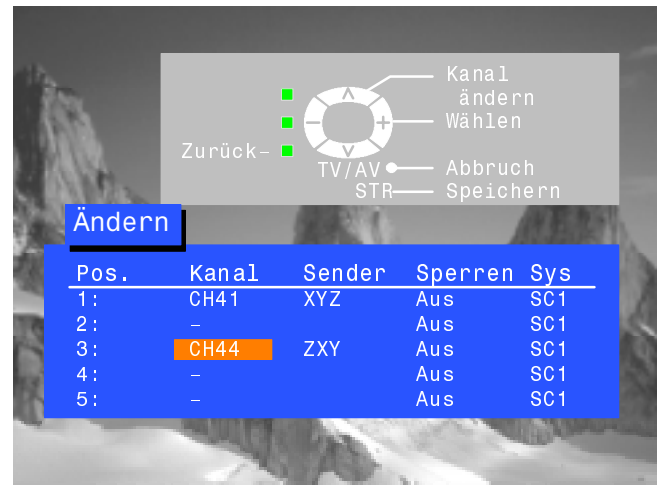 Kanal
ändern
Wählen
Zurück–
TV/AV Abbruch
STR Speichern
Ändern
Pos. Kanal Sender Sperren Sys
1: CH41 XYZ Aus SC1
2: – Aus SC1
3: CH44 ZXY Aus SC1
4: – Aus SC1
5: – Aus SC1